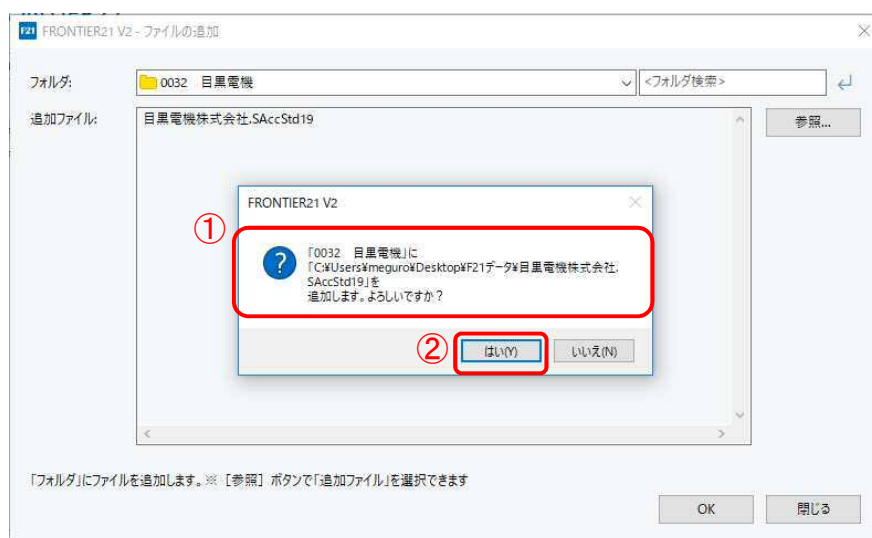 F21 FRONTIER21 V2 - ファイルの追加
フォルダ: 0032 目黒電機 <フォルダ検索>
追加ファイル: 目黒電機株式会社.SAccStd19 参照...
FRONTIER21 V2
①
「0032 目黒電機」に
「C:¥Users¥meguro¥Desktop¥F21データ¥目黒電機株式会社.
SAccStd19」を
追加します。よろしいですか？
② はい(Y) いいえ(N)
「フォルダ」にファイルを追加します。※ [参照] ボタンで「追加ファイル」を選択できます
OK 閉じる